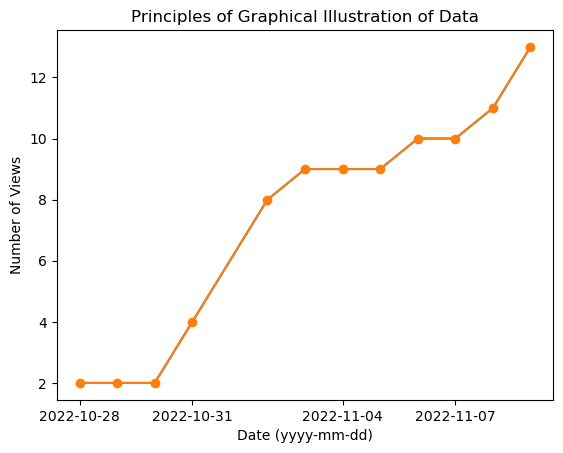 Principles of Graphical Illustration of Data
Number of Views
12
10
8
6
4
2
2022-10-28 2022-10-31 2022-11-04 2022-11-07
Date (yyyy-mm-dd)